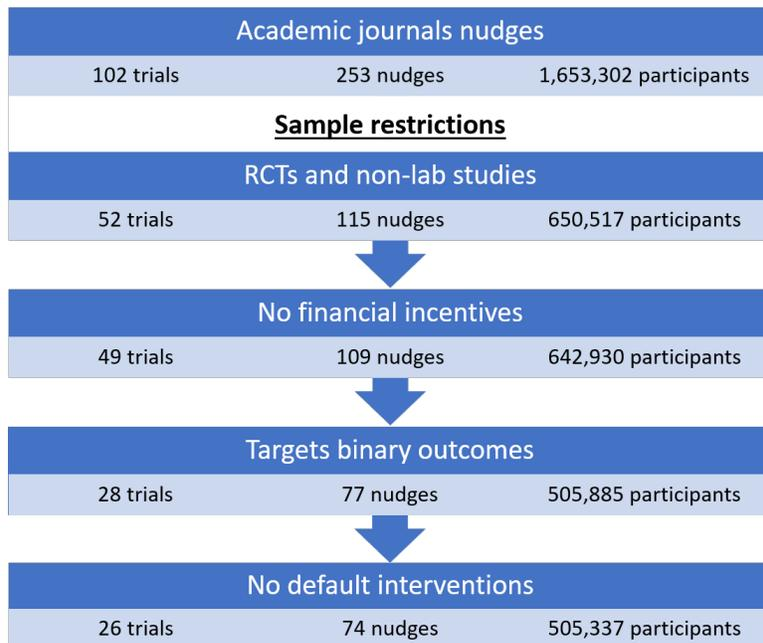 Academic journals nudges
102 trials 253 nudges 1,653,302 participants
Sample restrictions
RCTs and non-lab studies
52 trials 115 nudges 650,517 participants
No financial incentives
49 trials 109 nudges 642,930 participants
Targets binary outcomes
28 trials 77 nudges 505,885 participants
No default interventions
26 trials 74 nudges 505,337 participants